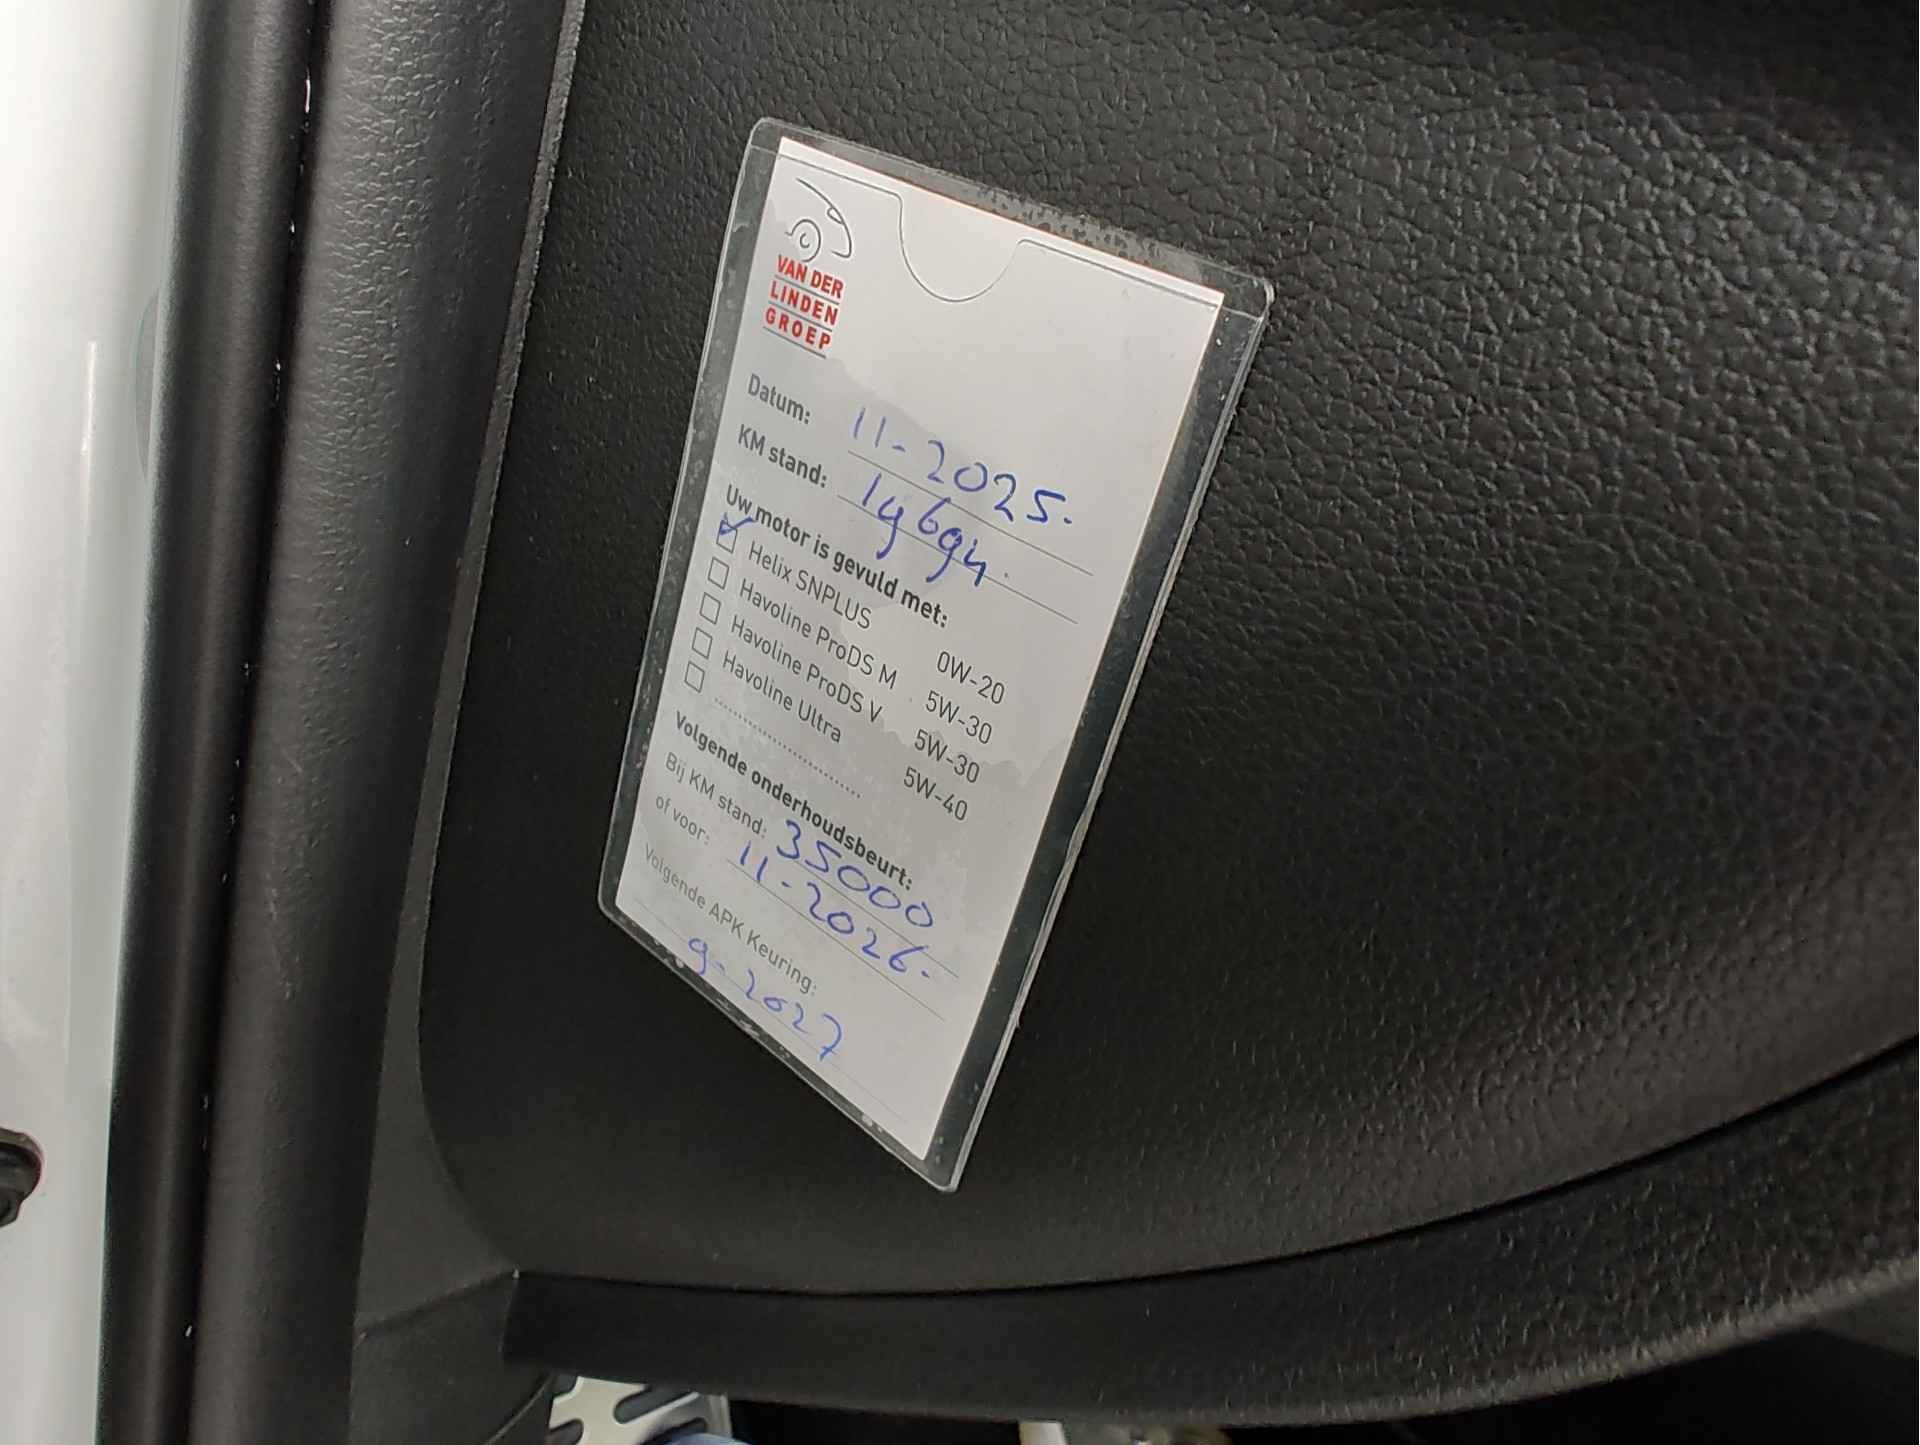 VAN DER
LINDEN
GROEP
Datum: 11-2025.
KM stand: 19694.
Uw motor is gevuld met:
Helix SNPLUS 0W-20
Havoline ProDS M 5W-30
Havoline ProDS V 5W-30
Havoline Ultra 5W-40
....................
Volgende onderhoudsbeurt:
Bij KM stand: 35000
of voor: 11-2026.
Volgende APK Keuring:
9-2027